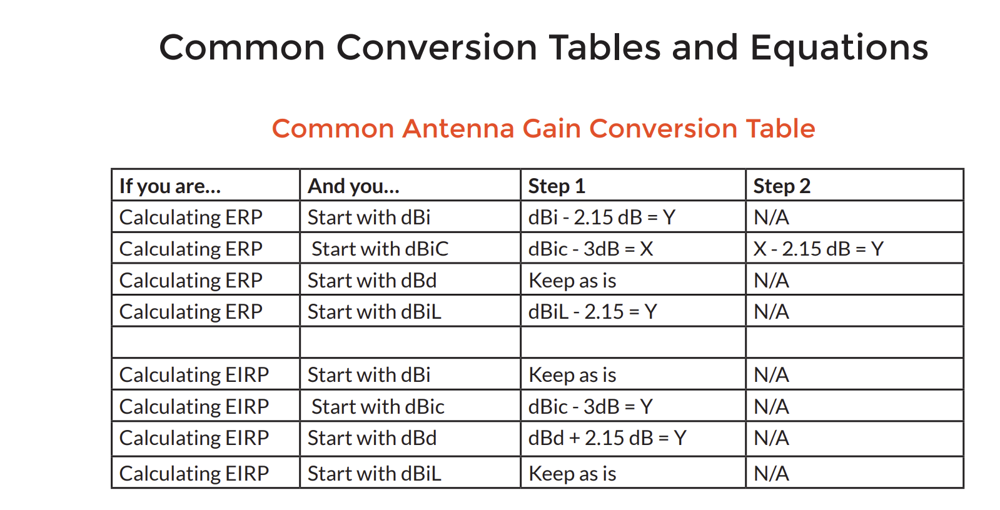 Common Conversion Tables and Equations
Common Antenna Gain Conversion Table
If you are... And you... Step 1 Step 2
Calculating ERP Start with dBi dBi - 2.15 dB = Y N/A
Calculating ERP Start with dBiC dBic - 3dB = X X - 2.15 dB = Y
Calculating ERP Start with dBd Keep as is N/A
Calculating ERP Start with dBiL dBiL - 2.15 = Y N/A
Calculating EIRP Start with dBi Keep as is N/A
Calculating EIRP Start with dBic dBic - 3dB = Y N/A
Calculating EIRP Start with dBd dBd + 2.15 dB = Y N/A
Calculating EIRP Start with dBiL Keep as is N/A